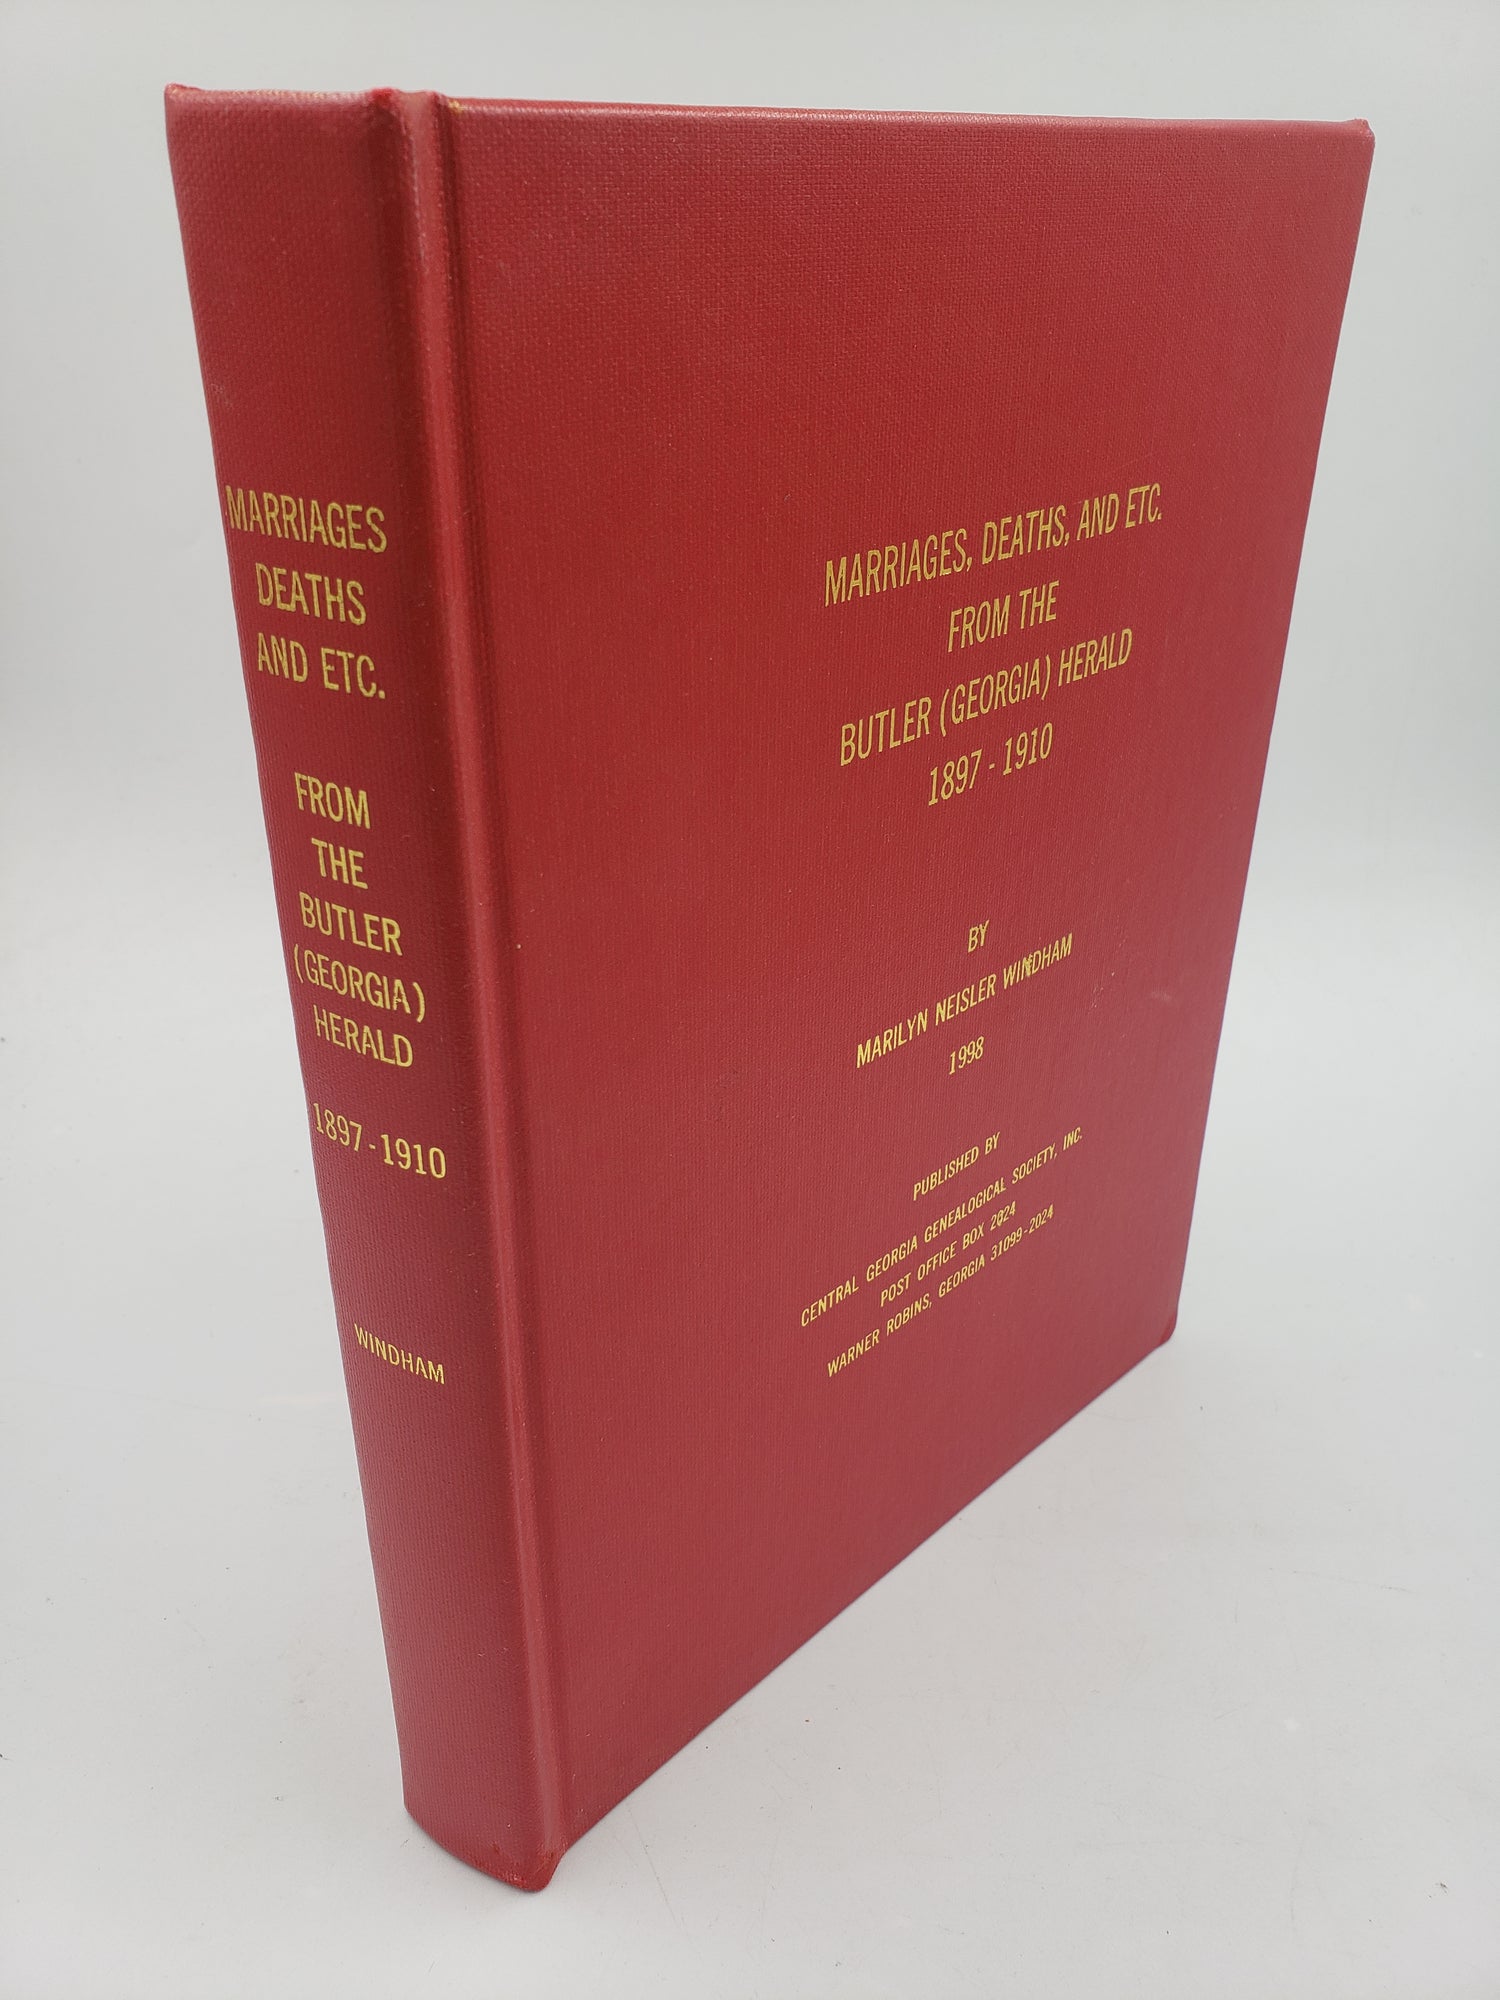 MARRIAGES
DEATHS
AND ETC.
FROM
THE
BUTLER
(GEORGIA)
HERALD
1897-1910
WINDHAM
MARRIAGES, DEATHS, AND ETC.
FROM THE
BUTLER (GEORGIA) HERALD
1897 - 1910
BY
MARILYN NEISLER WINDHAM
1998
PUBLISHED BY
CENTRAL GEORGIA GENEALOGICAL SOCIETY, INC.
POST OFFICE BOX 2024
WARNER ROBINS, GEORGIA 31099-2024